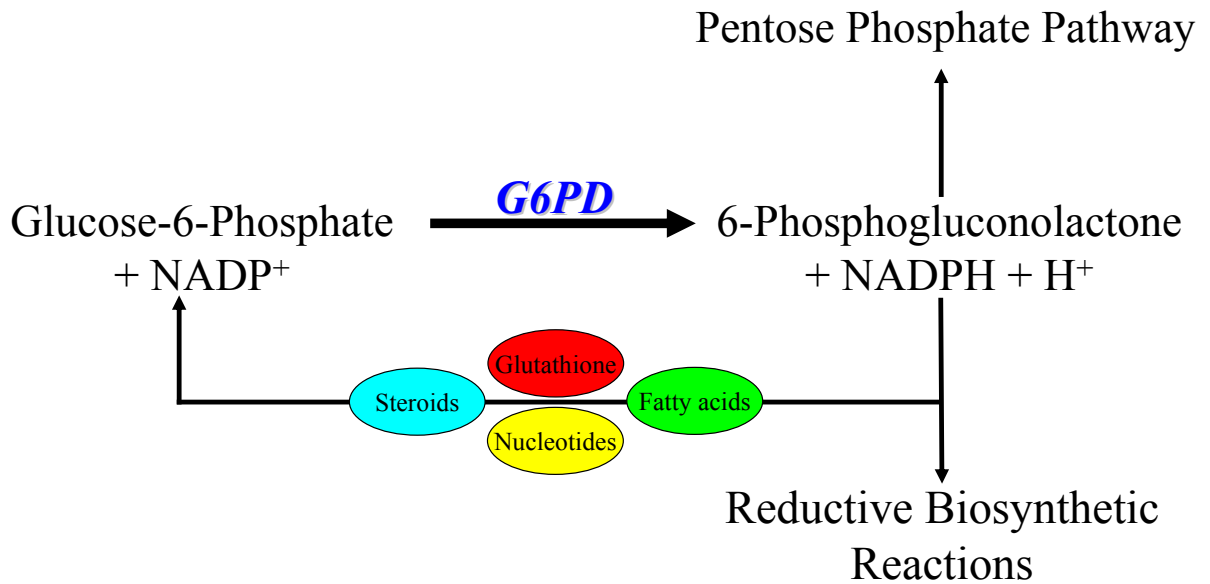 Pentose Phosphate Pathway
G6PD
Glucose-6-Phosphate
+ NADP⁺
6-Phosphogluconolactone
+ NADPH + H⁺
Glutathione
Steroids
Fatty acids
Nucleotides
Reductive Biosynthetic
Reactions